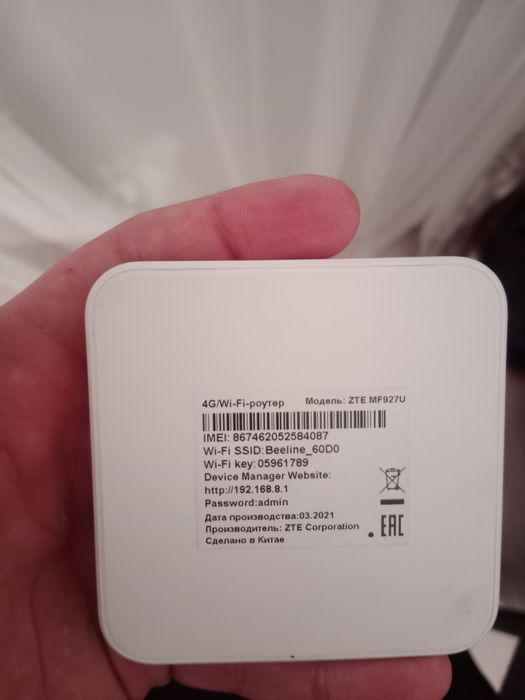 4G/Wi-Fi-роутер Модель: ZTE MF927U
IMEI: 867462052584087
Wi-Fi SSID:Beeline_60D0
Wi-Fi key:05961789
Device Manager Website:
http://192.168.8.1
Password:admin
Дата производства:03.2021
Производитель: ZTE Corporation
Сделано в Китае
EAC